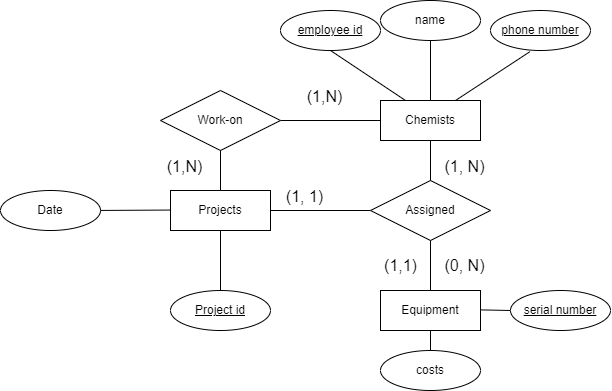 employee id
name
phone number
(1,N)
Work-on
Chemists
(1,N)
(1, N)
Date
Projects
(1, 1)
Assigned
(1,1)
(0, N)
Project id
Equipment
serial number
costs